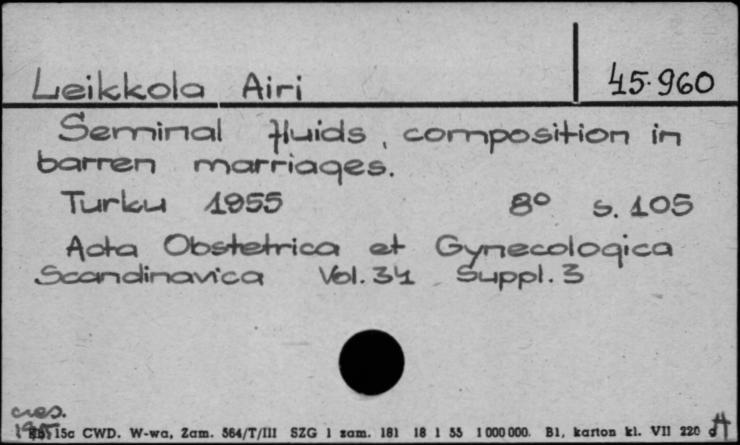 Leikkola Airi 45.960
Seminal fluids, composition in
barren marriages.
Turku 1955 8° s. 105
Acta Obstetrica et Gynecologica
Scandinavica Vol. 34 Suppl. 3
15a CWD. W-wa, Zam. 564/T/III SZG 1 zam. 181 18 1 55 1 000 000. B1, karton kl. VII 220 g